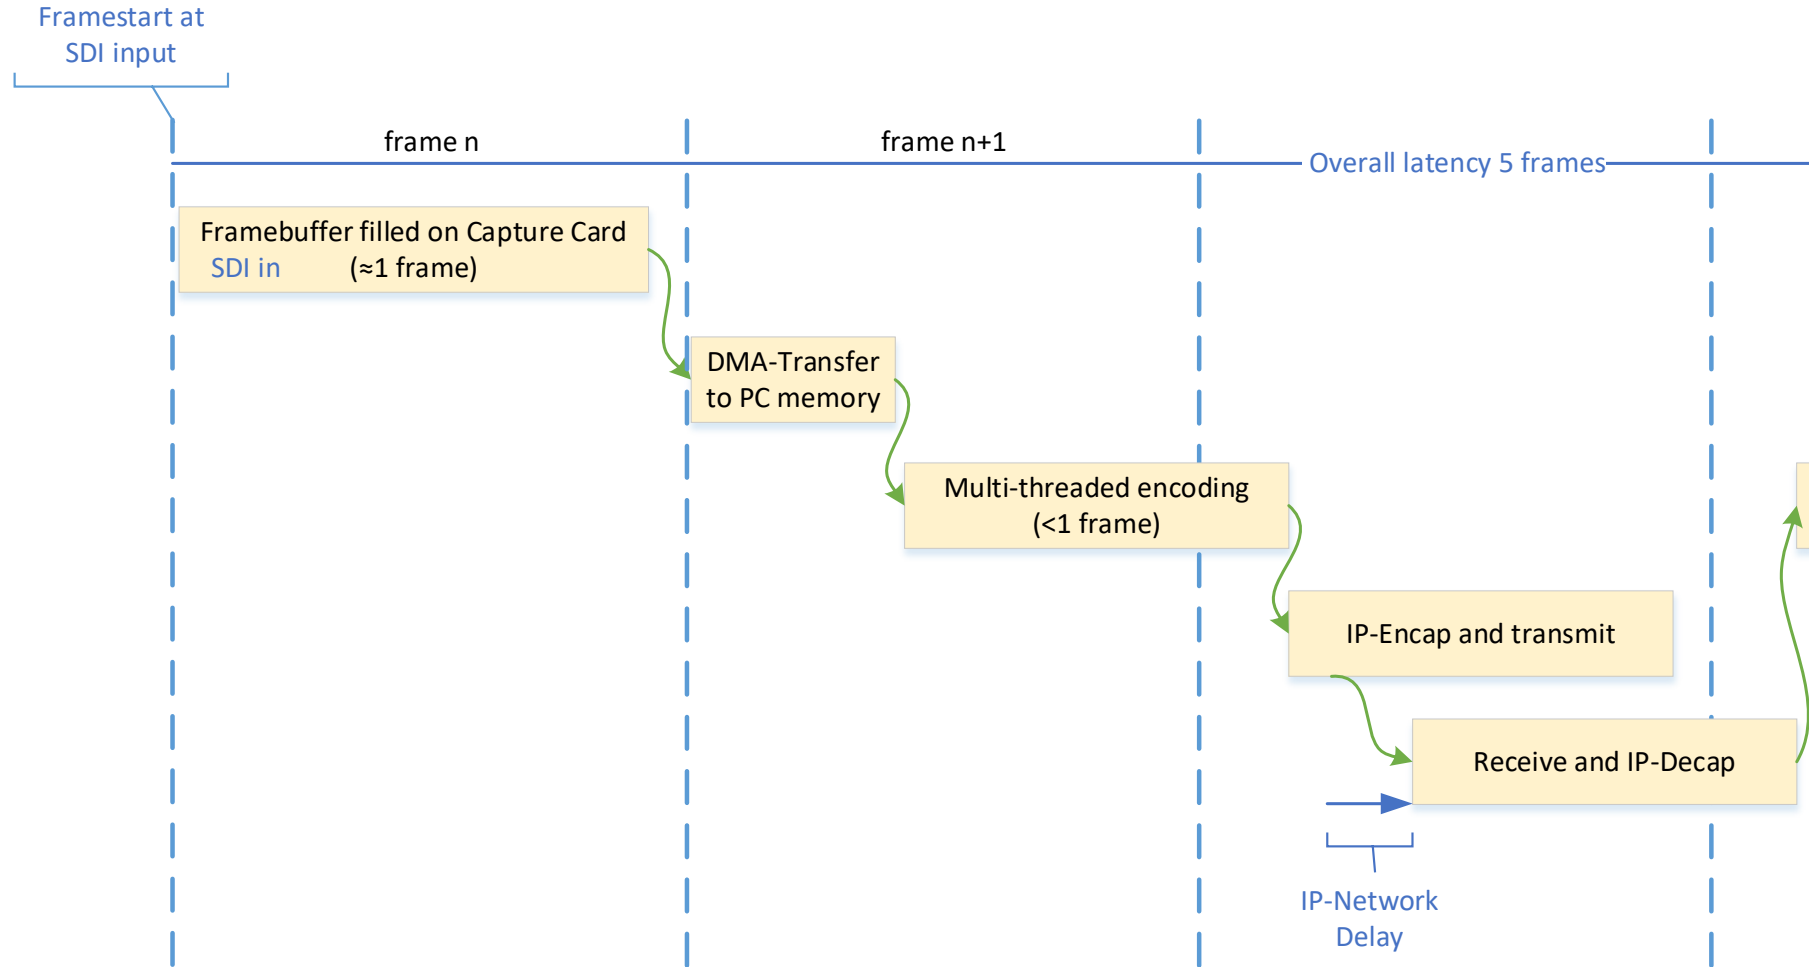 Framestart at
SDI input
frame n
frame n+1
Overall latency 5 frames
Framebuffer filled on Capture Card
SDI in (≈1 frame)
DMA-Transfer
to PC memory
Multi-threaded encoding
(<1 frame)
IP-Encap and transmit
Receive and IP-Decap
IP-Network
Delay